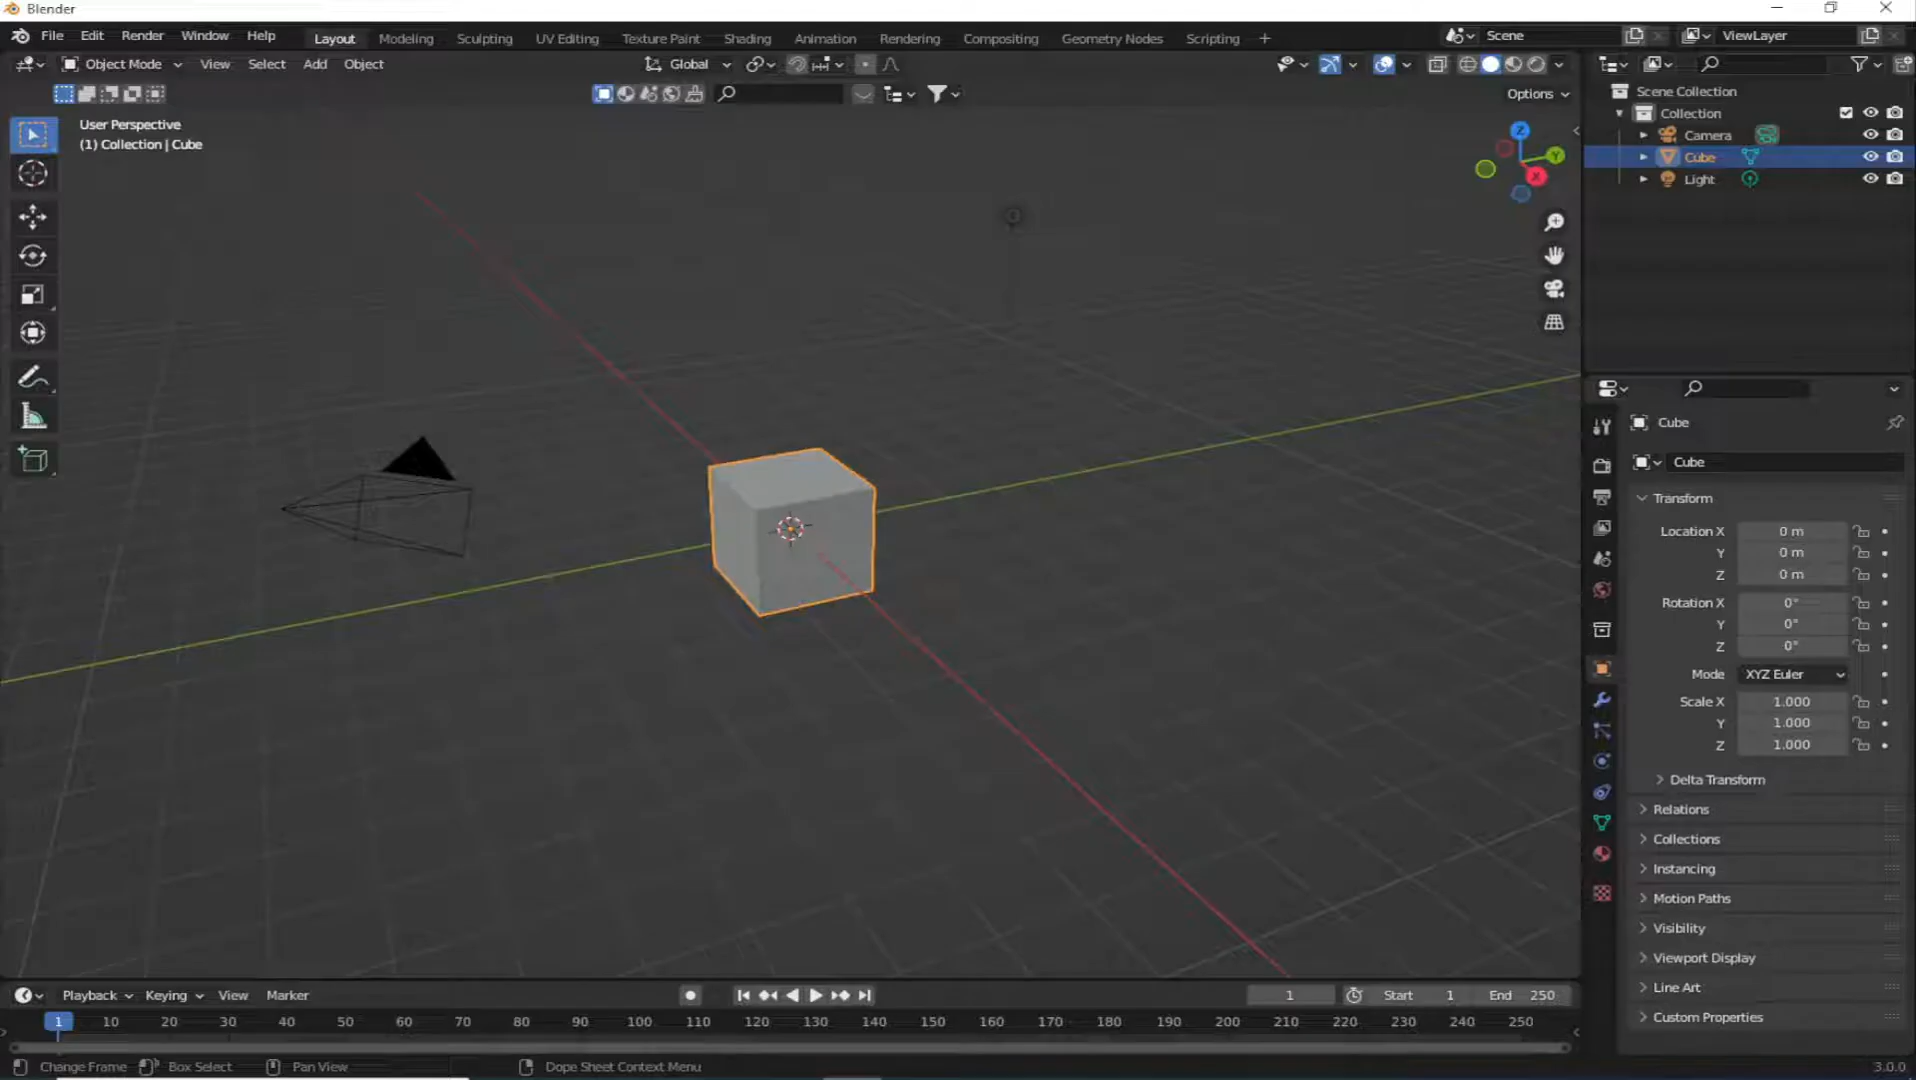 Blender
File Edit Render Window Help Layout Modeling Sculpting UV Editing Texture Paint Shading Animation Rendering Compositing Geometry Nodes Scripting + Scene ViewLayer
Object Mode View Select Add Object Global
Options
User Perspective
(1) Collection | Cube
Z
Y
X
Scene Collection
Collection
Camera
Cube
Light
Cube
Cube
Transform
Location X 0 m
Y 0 m
Z 0 m
Rotation X 0°
Y 0°
Z 0°
Mode XYZ Euler
Scale X 1.000
Y 1.000
Z 1.000
Delta Transform
Relations
Collections
Instancing
Motion Paths
Visibility
Viewport Display
Line Art
Custom Properties
Playback Keying View Marker 1 Start 1 End 250
1 10 20 30 40 50 60 70 80 90 100 110 120 130 140 150 160 170 180 190 200 210 220 230 240 250
Change Frame Box Select Pan View Dope Sheet Context Menu 3.0.0